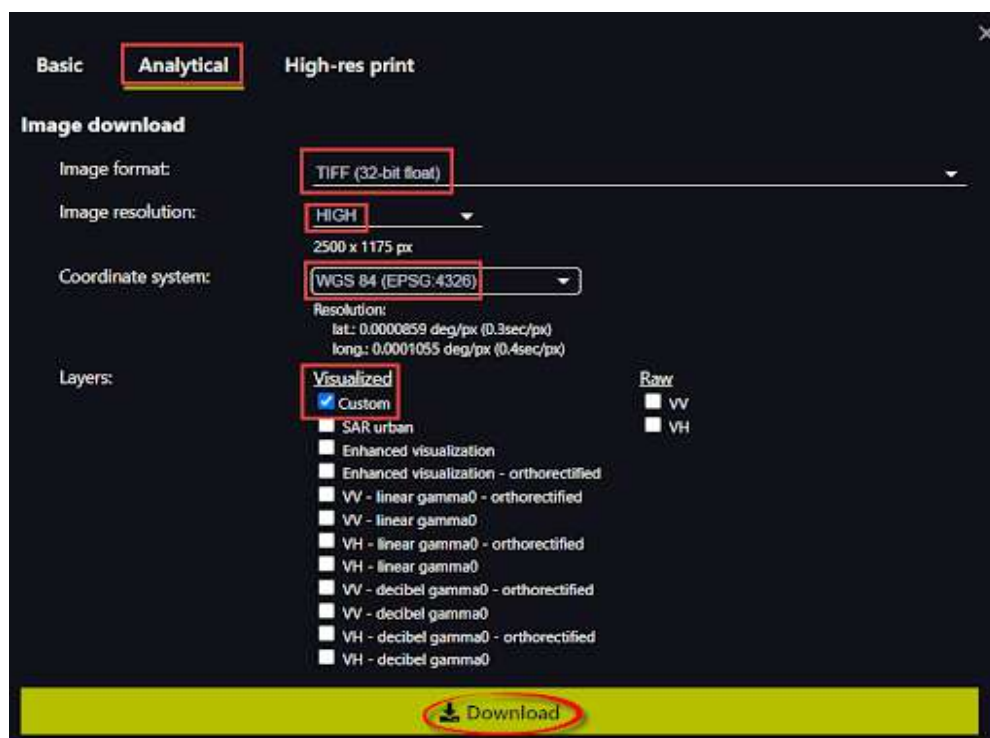 Basic Analytical High-res print
Image download
Image format: TIFF (32-bit float)
Image resolution: HIGH
2500 x 1175 px
Coordinate system: WGS 84 (EPSG:4326)
Resolution:
lat.: 0.0000859 deg/px (0.3sec/px)
long.: 0.0001055 deg/px (0.4sec/px)
Layers: Visualized Raw
Custom VV
SAR urban VH
Enhanced visualization
Enhanced visualization - orthorectified
VV - linear gamma0 - orthorectified
VV - linear gamma0
VH - linear gamma0 - orthorectified
VH - linear gamma0
VV - decibel gamma0 - orthorectified
VV - decibel gamma0
VH - decibel gamma0 - orthorectified
VH - decibel gamma0
Download